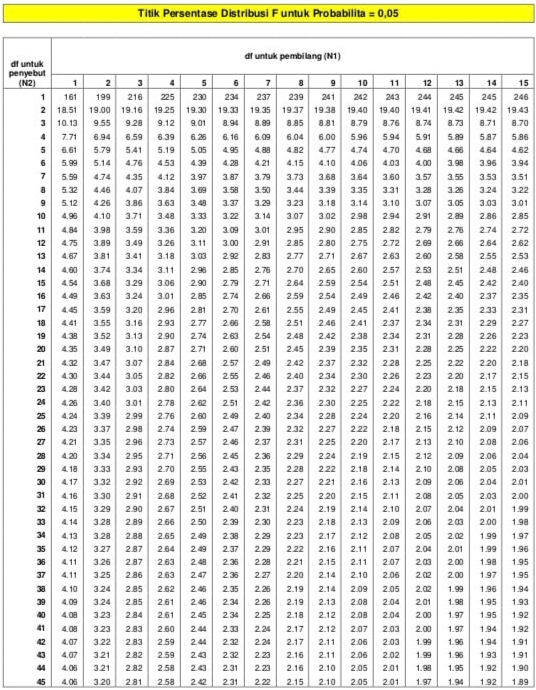 Titik Persentase Distribusi F untuk Probabilita = 0,05
df untuk penyebut (N2)
df untuk pembilang (N1)
1 2 3 4 5 6 7 8 9 10 11 12 13 14 15
1 161 199 216 225 230 234 237 239 241 242 243 244 245 245 246
2 18.51 19.00 19.16 19.25 19.30 19.33 19.35 19.37 19.38 19.40 19.40 19.41 19.42 19.42 19.43
3 10.13 9.55 9.28 9.12 9.01 8.94 8.89 8.85 8.81 8.79 8.76 8.74 8.73 8.71 8.70
4 7.71 6.94 6.59 6.39 6.26 6.16 6.09 6.04 6.00 5.96 5.94 5.91 5.89 5.87 5.86
5 6.61 5.79 5.41 5.19 5.05 4.95 4.88 4.82 4.77 4.74 4.70 4.68 4.66 4.64 4.62
6 5.99 5.14 4.76 4.53 4.39 4.28 4.21 4.15 4.10 4.06 4.03 4.00 3.98 3.96 3.94
7 5.59 4.74 4.35 4.12 3.97 3.87 3.79 3.73 3.68 3.64 3.60 3.57 3.55 3.53 3.51
8 5.32 4.46 4.07 3.84 3.69 3.58 3.50 3.44 3.39 3.35 3.31 3.28 3.26 3.24 3.22
9 5.12 4.26 3.86 3.63 3.48 3.37 3.29 3.23 3.18 3.14 3.10 3.07 3.05 3.03 3.01
10 4.96 4.10 3.71 3.48 3.33 3.22 3.14 3.07 3.02 2.98 2.94 2.91 2.89 2.86 2.85
11 4.84 3.98 3.59 3.36 3.20 3.09 3.01 2.95 2.90 2.85 2.82 2.79 2.76 2.74 2.72
12 4.75 3.89 3.49 3.26 3.11 3.00 2.91 2.85 2.80 2.75 2.72 2.69 2.66 2.64 2.62
13 4.67 3.81 3.41 3.18 3.03 2.92 2.83 2.77 2.71 2.67 2.63 2.60 2.58 2.55 2.53
14 4.60 3.74 3.34 3.11 2.96 2.85 2.76 2.70 2.65 2.60 2.57 2.53 2.51 2.48 2.46
15 4.54 3.68 3.29 3.06 2.90 2.79 2.71 2.64 2.59 2.54 2.51 2.48 2.45 2.42 2.40
16 4.49 3.63 3.24 3.01 2.85 2.74 2.66 2.59 2.54 2.49 2.46 2.42 2.40 2.37 2.35
17 4.45 3.59 3.20 2.96 2.81 2.70 2.61 2.55 2.49 2.45 2.41 2.38 2.35 2.33 2.31
18 4.41 3.55 3.16 2.93 2.77 2.66 2.58 2.51 2.46 2.41 2.37 2.34 2.31 2.29 2.27
19 4.38 3.52 3.13 2.90 2.74 2.63 2.54 2.48 2.42 2.38 2.34 2.31 2.28 2.26 2.23
20 4.35 3.49 3.10 2.87 2.71 2.60 2.51 2.45 2.39 2.35 2.31 2.28 2.25 2.22 2.20
21 4.32 3.47 3.07 2.84 2.68 2.57 2.49 2.42 2.37 2.32 2.28 2.25 2.22 2.20 2.18
22 4.30 3.44 3.05 2.82 2.66 2.55 2.46 2.40 2.34 2.30 2.26 2.23 2.20 2.17 2.15
23 4.28 3.42 3.03 2.80 2.64 2.53 2.44 2.37 2.32 2.27 2.24 2.20 2.18 2.15 2.13
24 4.26 3.40 3.01 2.78 2.62 2.51 2.42 2.36 2.30 2.25 2.22 2.18 2.15 2.13 2.11
25 4.24 3.39 2.99 2.76 2.60 2.49 2.40 2.34 2.28 2.24 2.20 2.16 2.14 2.11 2.09
26 4.23 3.37 2.98 2.74 2.59 2.47 2.39 2.32 2.27 2.22 2.18 2.15 2.12 2.09 2.07
27 4.21 3.35 2.96 2.73 2.57 2.46 2.37 2.31 2.25 2.20 2.17 2.13 2.10 2.08 2.06
28 4.20 3.34 2.95 2.71 2.56 2.45 2.36 2.29 2.24 2.19 2.15 2.12 2.09 2.06 2.04
29 4.18 3.33 2.93 2.70 2.55 2.43 2.35 2.28 2.22 2.18 2.14 2.10 2.08 2.05 2.03
30 4.17 3.32 2.92 2.69 2.53 2.42 2.33 2.27 2.21 2.16 2.13 2.09 2.06 2.04 2.01
31 4.16 3.30 2.91 2.68 2.52 2.41 2.32 2.25 2.20 2.15 2.11 2.08 2.05 2.03 2.00
32 4.15 3.29 2.90 2.67 2.51 2.40 2.31 2.24 2.19 2.14 2.10 2.07 2.04 2.01 1.99
33 4.14 3.28 2.89 2.66 2.50 2.39 2.30 2.23 2.18 2.13 2.09 2.06 2.03 2.00 1.98
34 4.13 3.28 2.88 2.65 2.49 2.38 2.29 2.23 2.17 2.12 2.08 2.05 2.02 1.99 1.97
35 4.12 3.27 2.87 2.64 2.49 2.37 2.29 2.22 2.16 2.11 2.07 2.04 2.01 1.99 1.96
36 4.11 3.26 2.87 2.63 2.48 2.36 2.28 2.21 2.15 2.11 2.07 2.03 2.00 1.98 1.95
37 4.11 3.25 2.86 2.63 2.47 2.36 2.27 2.20 2.14 2.10 2.06 2.02 2.00 1.97 1.95
38 4.10 3.24 2.85 2.62 2.46 2.35 2.26 2.19 2.14 2.09 2.05 2.02 1.99 1.96 1.94
39 4.09 3.24 2.85 2.61 2.46 2.34 2.26 2.19 2.13 2.08 2.04 2.01 1.98 1.95 1.93
40 4.08 3.23 2.84 2.61 2.45 2.34 2.25 2.18 2.12 2.08 2.04 2.00 1.97 1.95 1.92
41 4.08 3.23 2.83 2.60 2.44 2.33 2.24 2.17 2.12 2.07 2.03 2.00 1.97 1.94 1.92
42 4.07 3.22 2.83 2.59 2.44 2.32 2.24 2.17 2.11 2.06 2.03 1.99 1.96 1.94 1.91
43 4.07 3.21 2.82 2.59 2.43 2.32 2.23 2.16 2.11 2.06 2.02 1.99 1.96 1.93 1.91
44 4.06 3.21 2.82 2.58 2.43 2.31 2.23 2.16 2.10 2.05 2.01 1.98 1.95 1.92 1.90
45 4.06 3.20 2.81 2.58 2.42 2.31 2.22 2.15 2.10 2.05 2.01 1.97 1.94 1.92 1.89